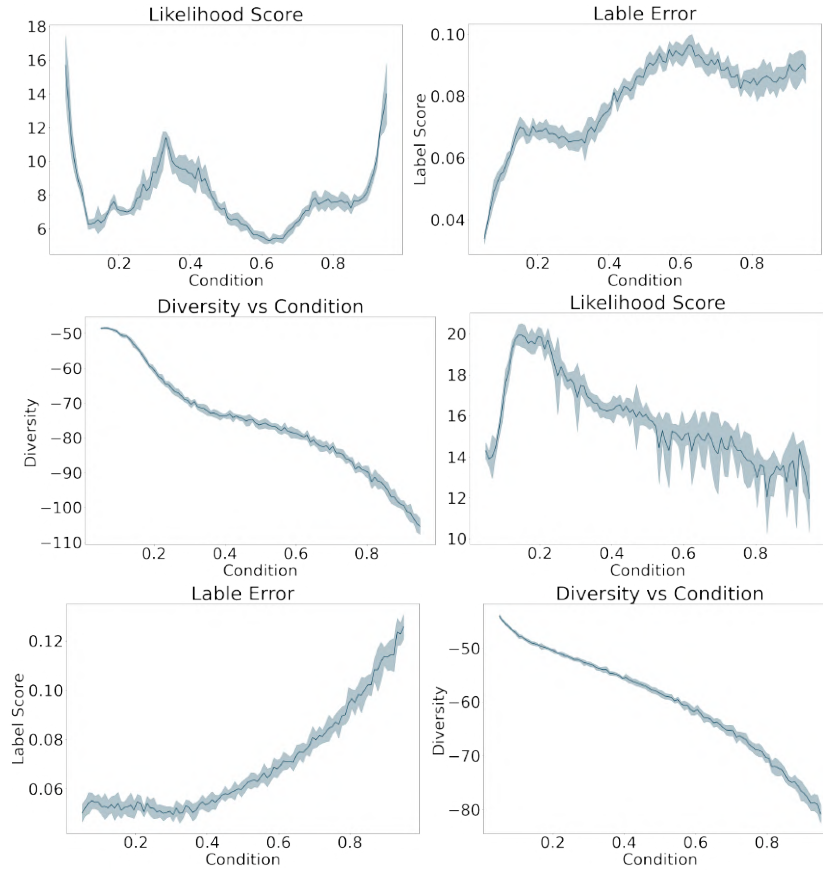 Likelihood Score
18
16
14
12
10
8
6
0.2 0.4 0.6 0.8
Condition
Lable Error
Label Score
0.10
0.08
0.06
0.04
0.2 0.4 0.6 0.8
Condition
Diversity vs Condition
Diversity
−50
−60
−70
−80
−90
−100
−110
0.2 0.4 0.6 0.8
Condition
Likelihood Score
20
18
16
14
12
10
0.2 0.4 0.6 0.8
Condition
Lable Error
Label Score
0.12
0.10
0.08
0.06
0.2 0.4 0.6 0.8
Condition
Diversity vs Condition
Diversity
−50
−60
−70
−80
0.2 0.4 0.6 0.8
Condition